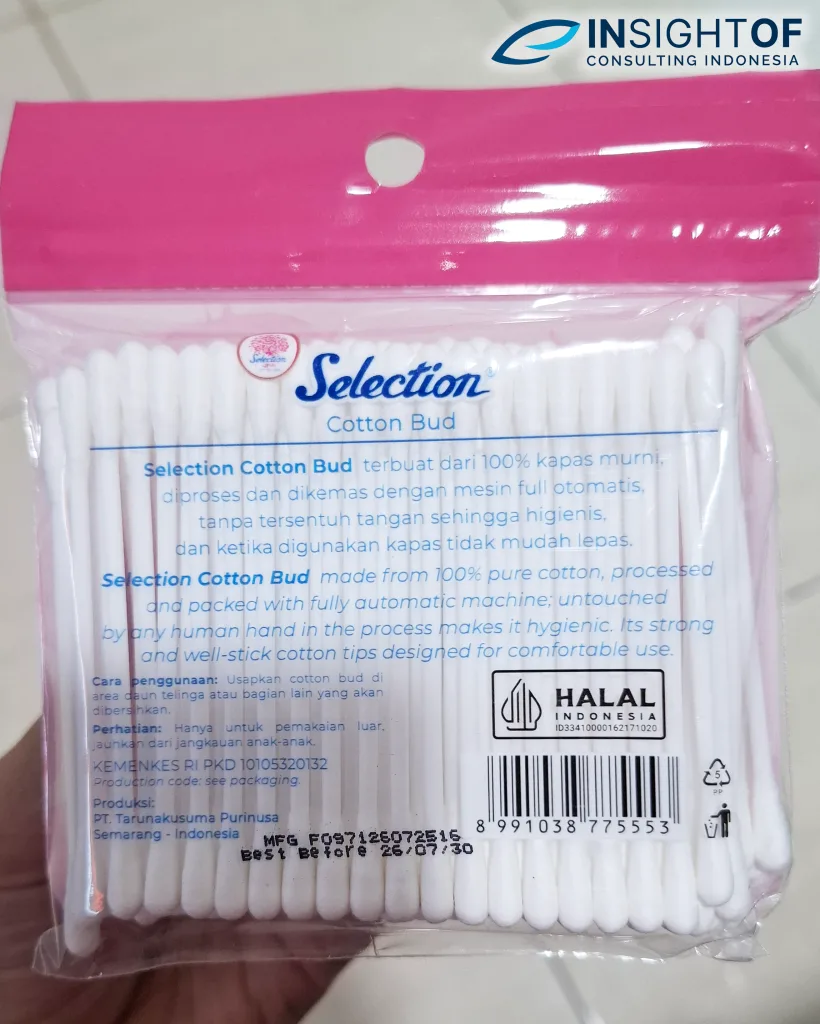 INSIGHTOF
CONSULTING INDONESIA
Selection
Selection
Cotton Bud
Selection Cotton Bud terbuat dari 100% kapas murni,
diproses dan dikemas dengan mesin full otomatis,
tanpa tersentuh tangan sehingga higienis,
dan ketika digunakan kapas tidak mudah lepas.
Selection Cotton Bud made from 100% pure cotton, processed
and packed with fully automatic machine; untouched
by any human hand in the process makes it hygienic. Its strong
and well-stick cotton tips designed for comfortable use.
Cara penggunaan: Usapkan cotton bud di
area daun telinga atau bagian lain yang akan
dibersihkan.
Perhatian: Hanya untuk pemakaian luar,
jauhkan dari jangkauan anak-anak.
KEMENKES RI PKD 10105320132
Production code: see packaging.
Produksi:
PT. Tarunakusuma Purinusa
Semarang - Indonesia
HALAL
INDONESIA
ID33410000162171020
5
PP
8 991038 775553
MFG F097126072516
Best Before 26/07/30